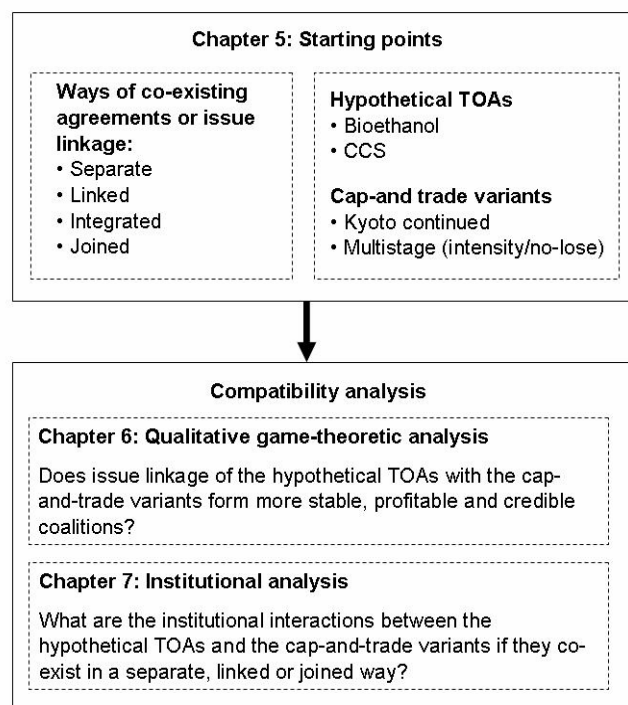 Chapter 5: Starting points
Ways of co-existing
agreements or issue
linkage:
• Separate
• Linked
• Integrated
• Joined
Hypothetical TOAs
• Bioethanol
• CCS
Cap-and trade variants
• Kyoto continued
• Multistage (intensity/no-lose)
Compatibility analysis
Chapter 6: Qualitative game-theoretic analysis
Does issue linkage of the hypothetical TOAs with the cap-
and-trade variants form more stable, profitable and credible
coalitions?
Chapter 7: Institutional analysis
What are the institutional interactions between the
hypothetical TOAs and the cap-and-trade variants if they co-
exist in a separate, linked or joined way?